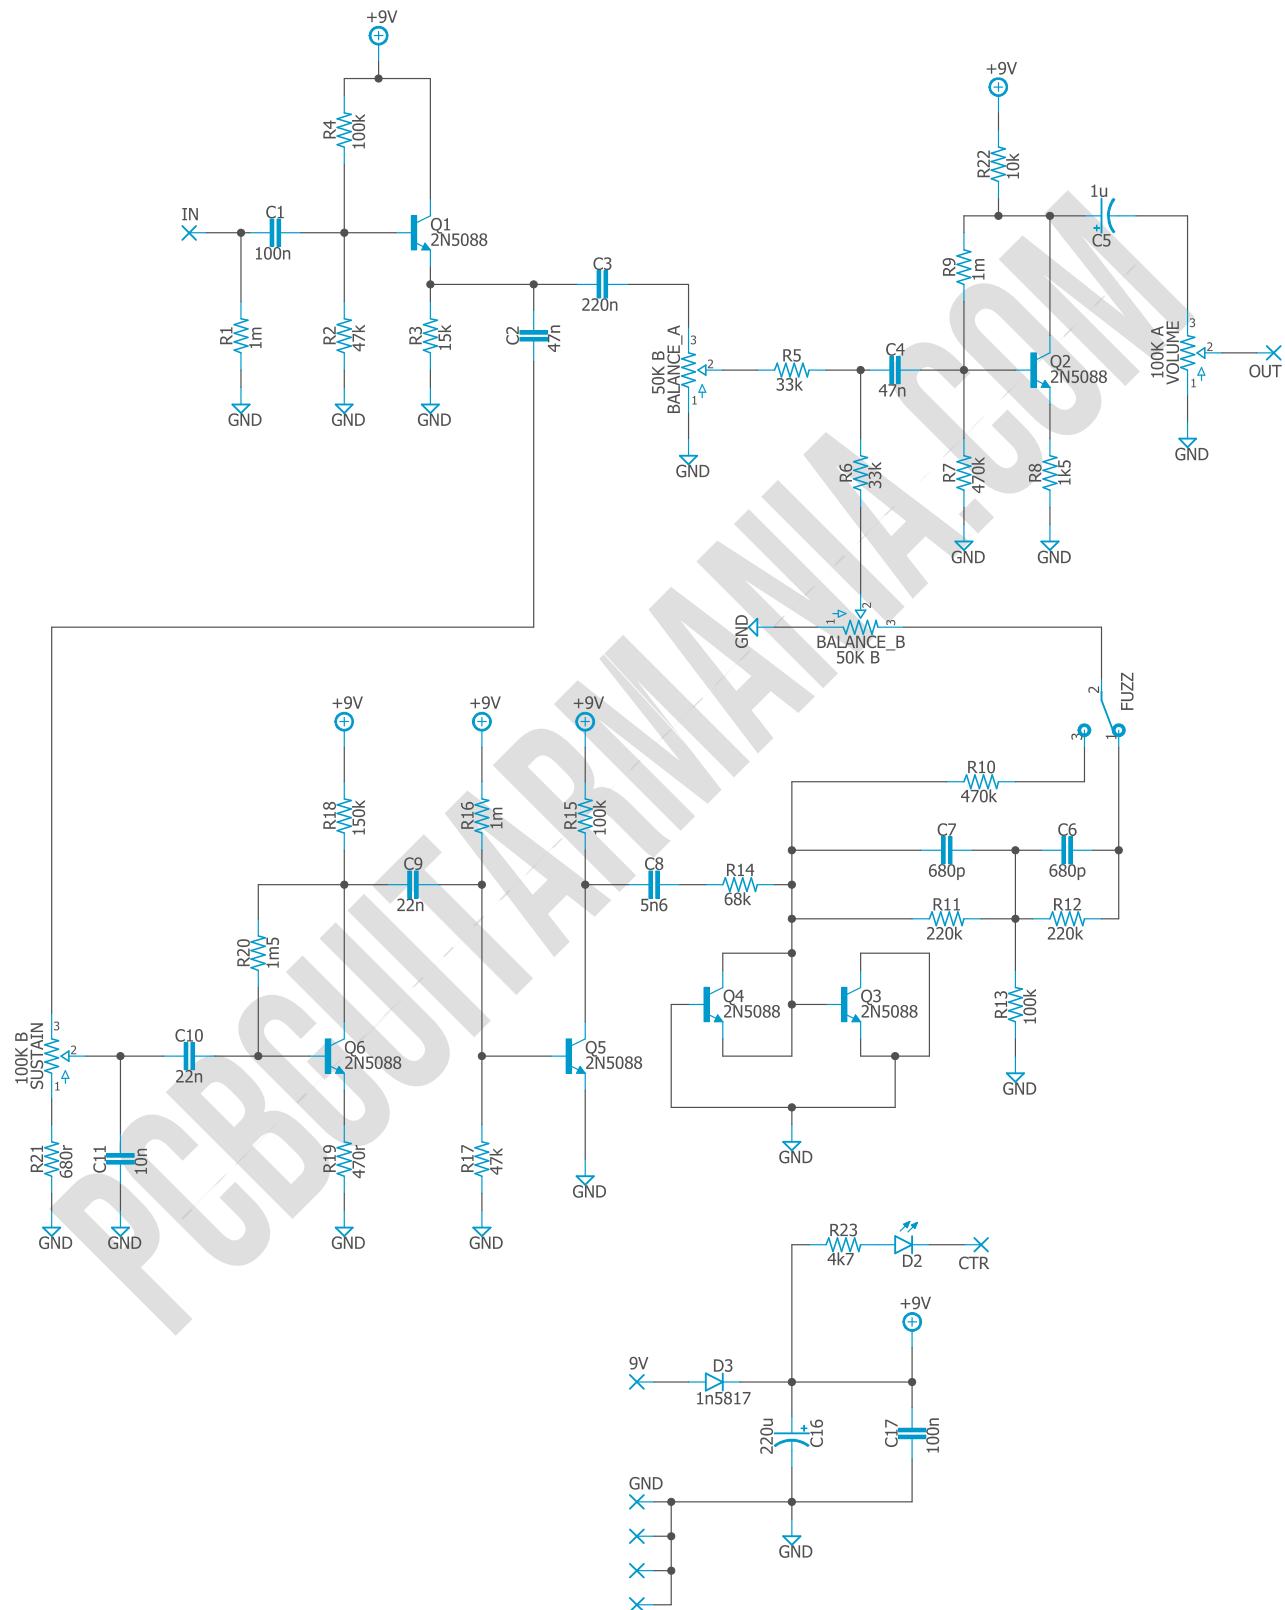 +9V
R4
100k
IN
C1
100n
Q1
2N5088
R1
1m
R2
47k
R3
15k
GND
GND
GND
C2
47n
C3
220n
50K B
BALANCE_A
3
2
1
GND
R5
33k
C4
47n
R6
33k
+9V
R22
10k
R9
1m
1u
+
C5
Q2
2N5088
R7
470k
R8
1k5
GND
GND
100K A
VOLUME
3
2
1
GND
OUT
GND
1
2
3
BALANCE_B
50K B
2
FUZZ
3
1
+9V
+9V
+9V
R18
150k
R16
1m
R15
100k
R10
470k
C7
680p
C6
680p
C9
22n
C8
5n6
R14
68k
R11
220k
R12
220k
R20
1m5
Q4
2N5088
Q3
2N5088
R13
100k
GND
100K B
SUSTAIN
3
2
1
C10
22n
Q6
2N5088
Q5
2N5088
R21
680r
C11
10n
R19
470r
R17
47k
GND
GND
GND
GND
GND
GND
GND
R23
4k7
D2
CTR
+9V
9V
D3
1n5817
220u
+
C16
C17
100n
GND
GND
PCBGUITARMANIA.COM